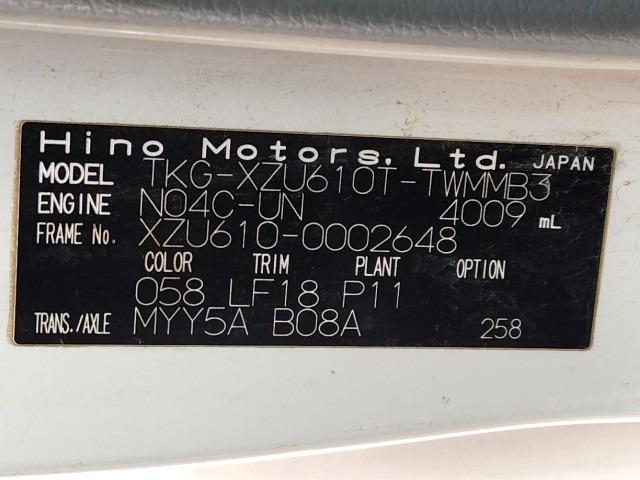 Hino Motors, Ltd. JAPAN
MODEL TKG-XZU610T-TWMMB3
ENGINE N04C-UN 4009 mL
FRAME No. XZU610-0002648
COLOR TRIM PLANT OPTION
058 LF18 P11
TRANS./AXLE MYY5A B08A 258